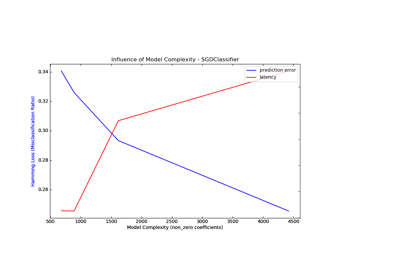 Influence of Model Complexity - SGDClassifier
prediction error
latency
0.34
0.32
0.30
0.28
0.26
Hamming Loss (Misclassification Ratio)
500
1000
1500
2000
2500
3000
3500
4000
4500
Model Complexity (non_zero coefficients)